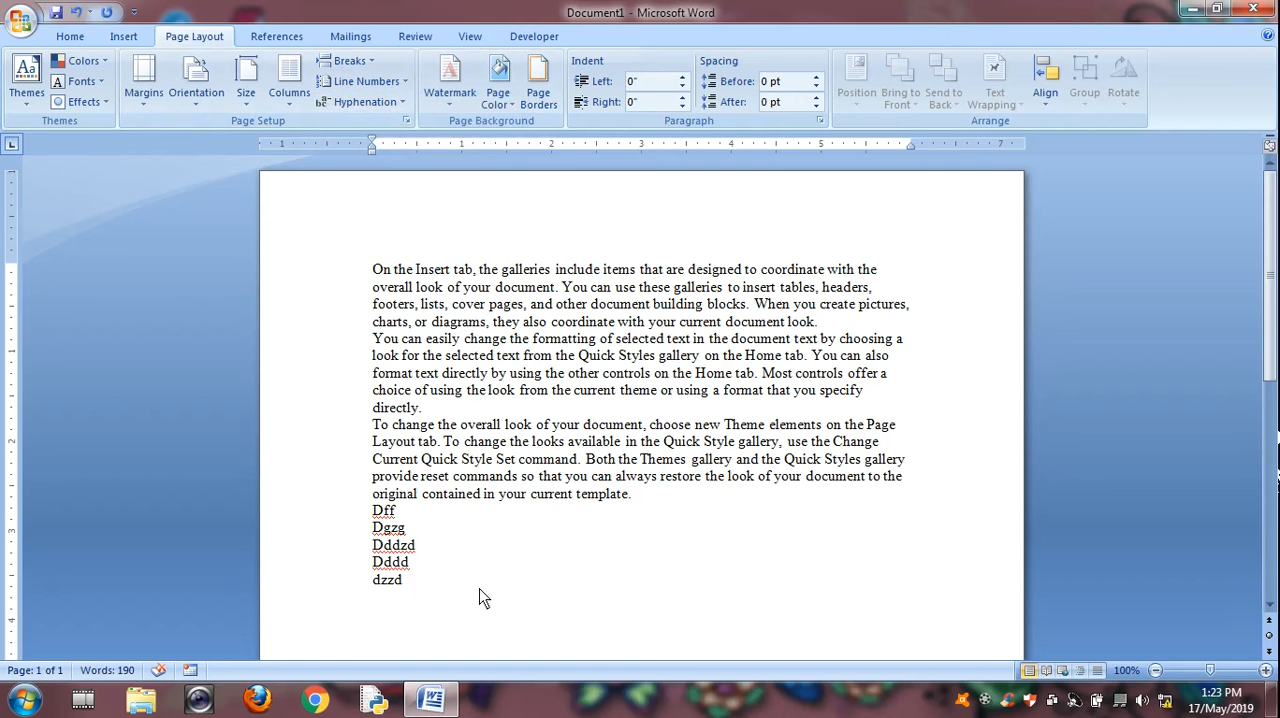 Document1 - Microsoft Word
Home Insert Page Layout References Mailings Review View Developer
Themes
Colors
Fonts
Effects
Themes
Margins
Orientation
Size
Columns
Breaks
Line Numbers
Hyphenation
Page Setup
Watermark
Page Color
Page Borders
Page Background
Indent
Left: 0"
Right: 0"
Spacing
Before: 0 pt
After: 0 pt
Paragraph
Position
Bring to Front
Send to Back
Text Wrapping
Align
Group
Rotate
Arrange
1 1 2 3 4 5 7
On the Insert tab, the galleries include items that are designed to coordinate with the
overall look of your document. You can use these galleries to insert tables, headers,
footers, lists, cover pages, and other document building blocks. When you create pictures,
charts, or diagrams, they also coordinate with your current document look.
You can easily change the formatting of selected text in the document text by choosing a
look for the selected text from the Quick Styles gallery on the Home tab. You can also
format text directly by using the other controls on the Home tab. Most controls offer a
choice of using the look from the current theme or using a format that you specify
directly.
To change the overall look of your document, choose new Theme elements on the Page
Layout tab. To change the looks available in the Quick Style gallery, use the Change
Current Quick Style Set command. Both the Themes gallery and the Quick Styles gallery
provide reset commands so that you can always restore the look of your document to the
original contained in your current template.
Dff
Dgzg
Dddzd
Dddd
dzzd
1
1
2
3
4
Page: 1 of 1 Words: 190 100%
1:23 PM
17/May/2019